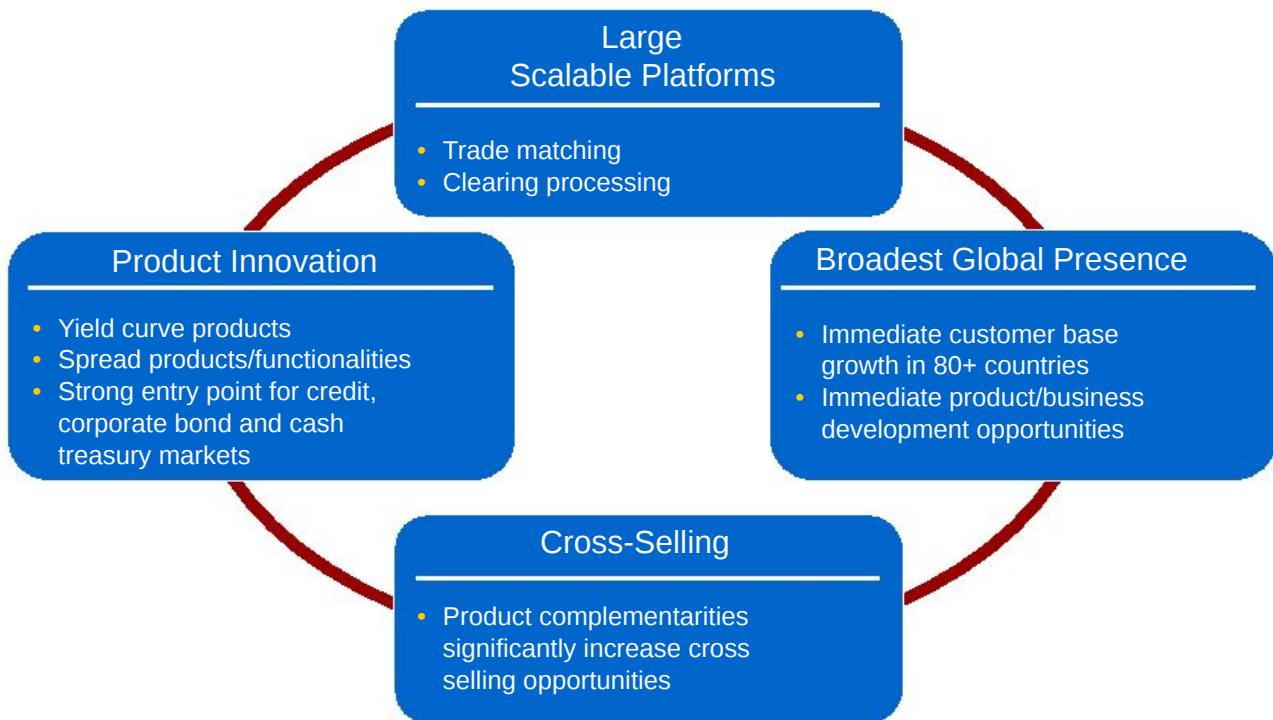 Large
Scalable Platforms
• Trade matching
• Clearing processing
Product Innovation
• Yield curve products
• Spread products/functionalities
• Strong entry point for credit,
corporate bond and cash
treasury markets
Broadest Global Presence
• Immediate customer base
growth in 80+ countries
• Immediate product/business
development opportunities
Cross-Selling
• Product complementarities
significantly increase cross
selling opportunities